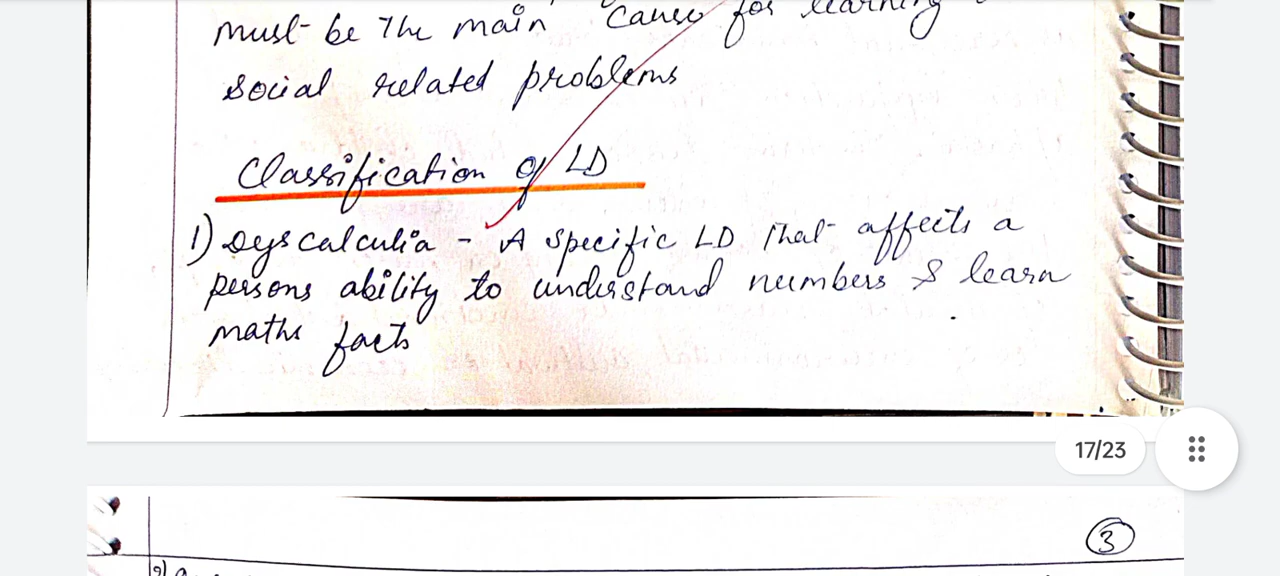 must be the main cause for learning
social related problems
Classification of LD
1) Dyscalculia - A specific LD that affects a
persons ability to understand numbers & learn
maths facts
17/23
3